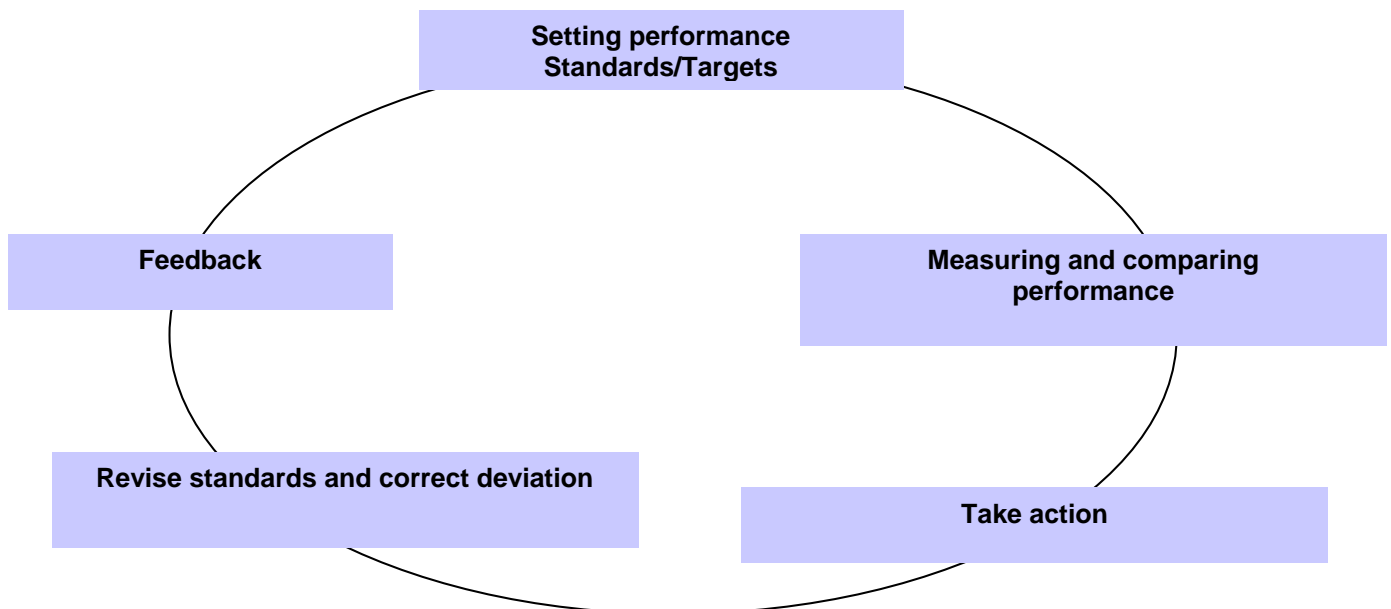 Setting performance
Standards/Targets
Feedback
Measuring and comparing
performance
Revise standards and correct deviation
Take action